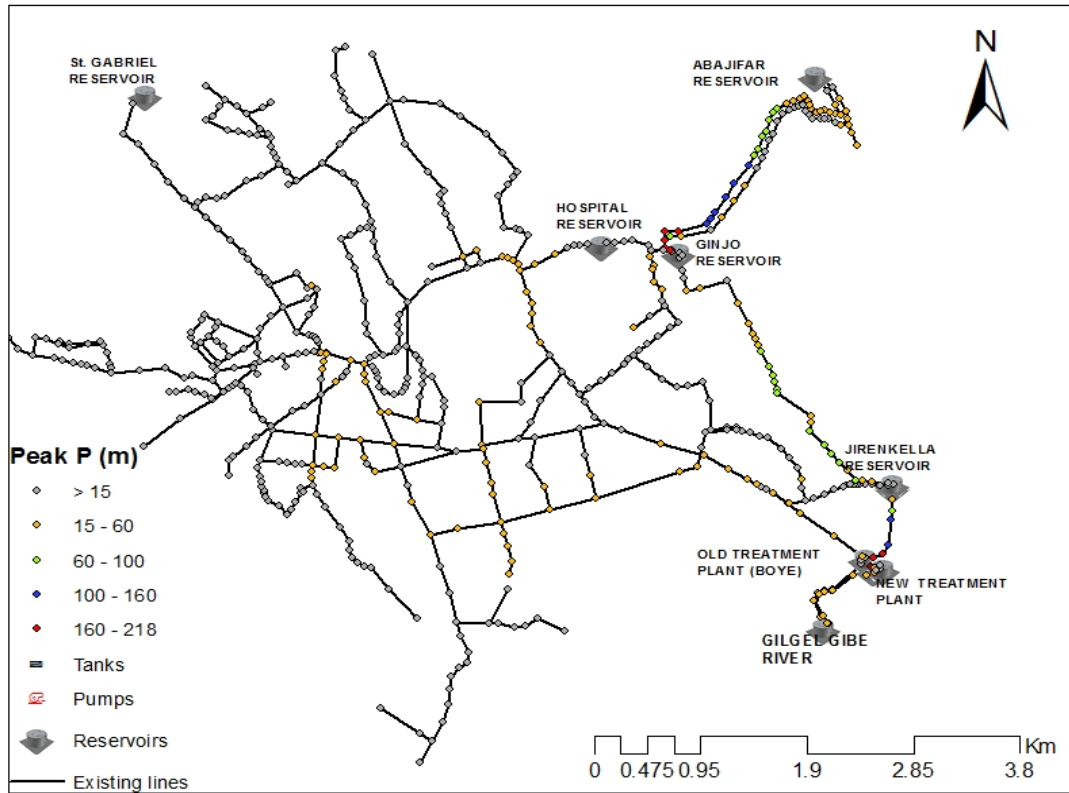 St. GABRIEL
RESERVOIR
ABAJIFAR
RESERVOIR
N
HOSPITAL
RESERVOIR
GINJO
RESERVOIR
JIRENKELLA
RESERVOIR
OLD TREATMENT
PLANT (BOYE)
NEW TREATMENT
PLANT
GILGEL GIBE
RIVER
Peak P (m)
> 15
15 - 60
60 - 100
100 - 160
160 - 218
Tanks
Pumps
Reservoirs
Existing lines
Km
0 0.475 0.95 1.9 2.85 3.8